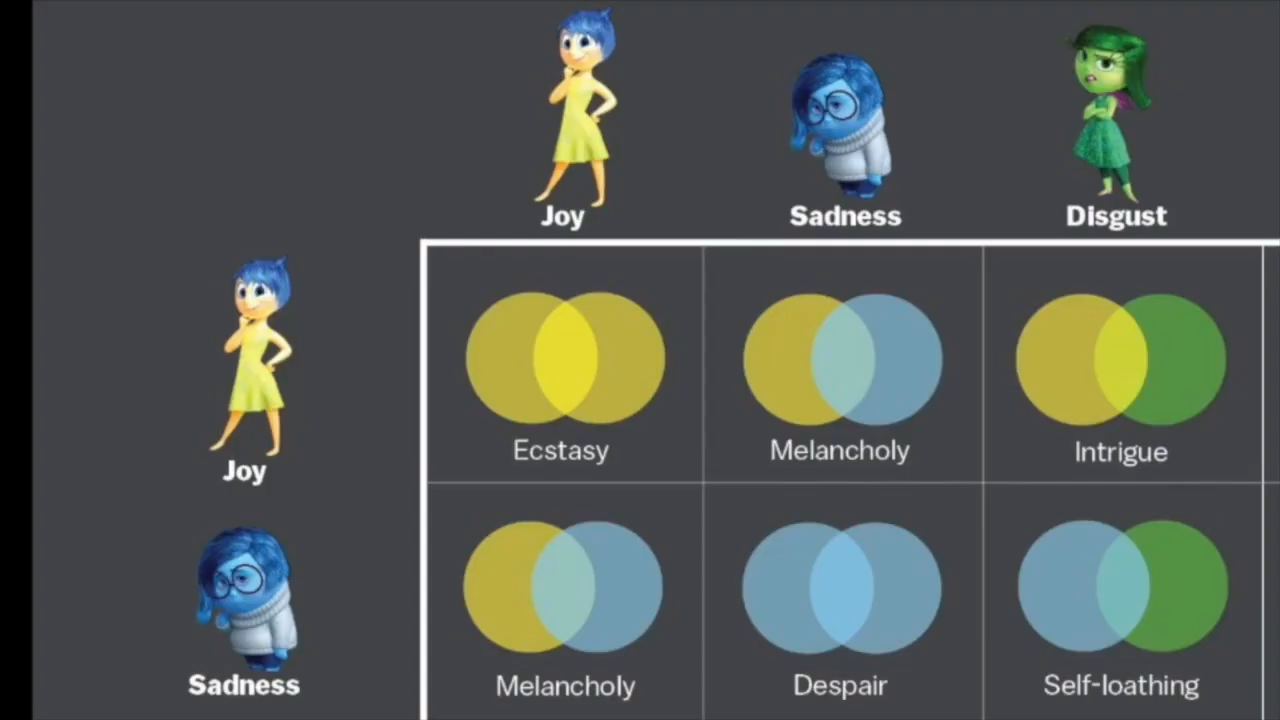 Joy Sadness Disgust
Joy
Ecstasy Melancholy Intrigue
Sadness
Melancholy Despair Self-loathing